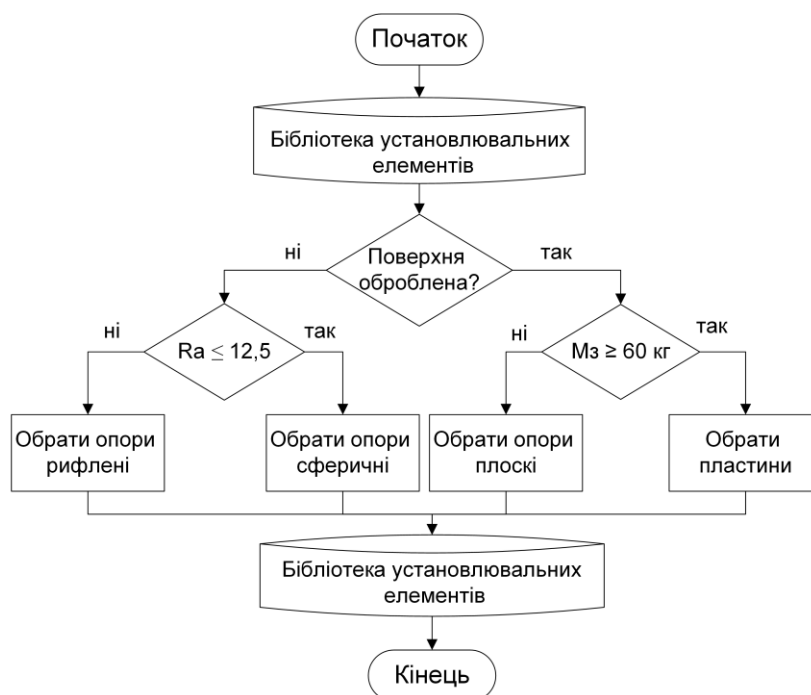 Початок
Бібліотека установлювальних
елементів
Поверхня
оброблена?
ні
так
Ra ≤ 12,5
ні
так
Мз ≥ 60 кг
ні
так
Обрати опори
рифлені
Обрати опори
сферичні
Обрати опори
плоскі
Обрати
пластини
Бібліотека установлювальних
елементів
Кінець